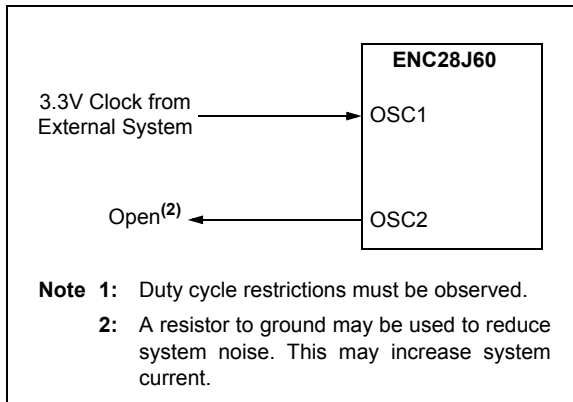 ENC28J60
3.3V Clock from
External System
OSC1
Open(2)
OSC2
Note 1: Duty cycle restrictions must be observed.
2: A resistor to ground may be used to reduce
system noise. This may increase system
current.